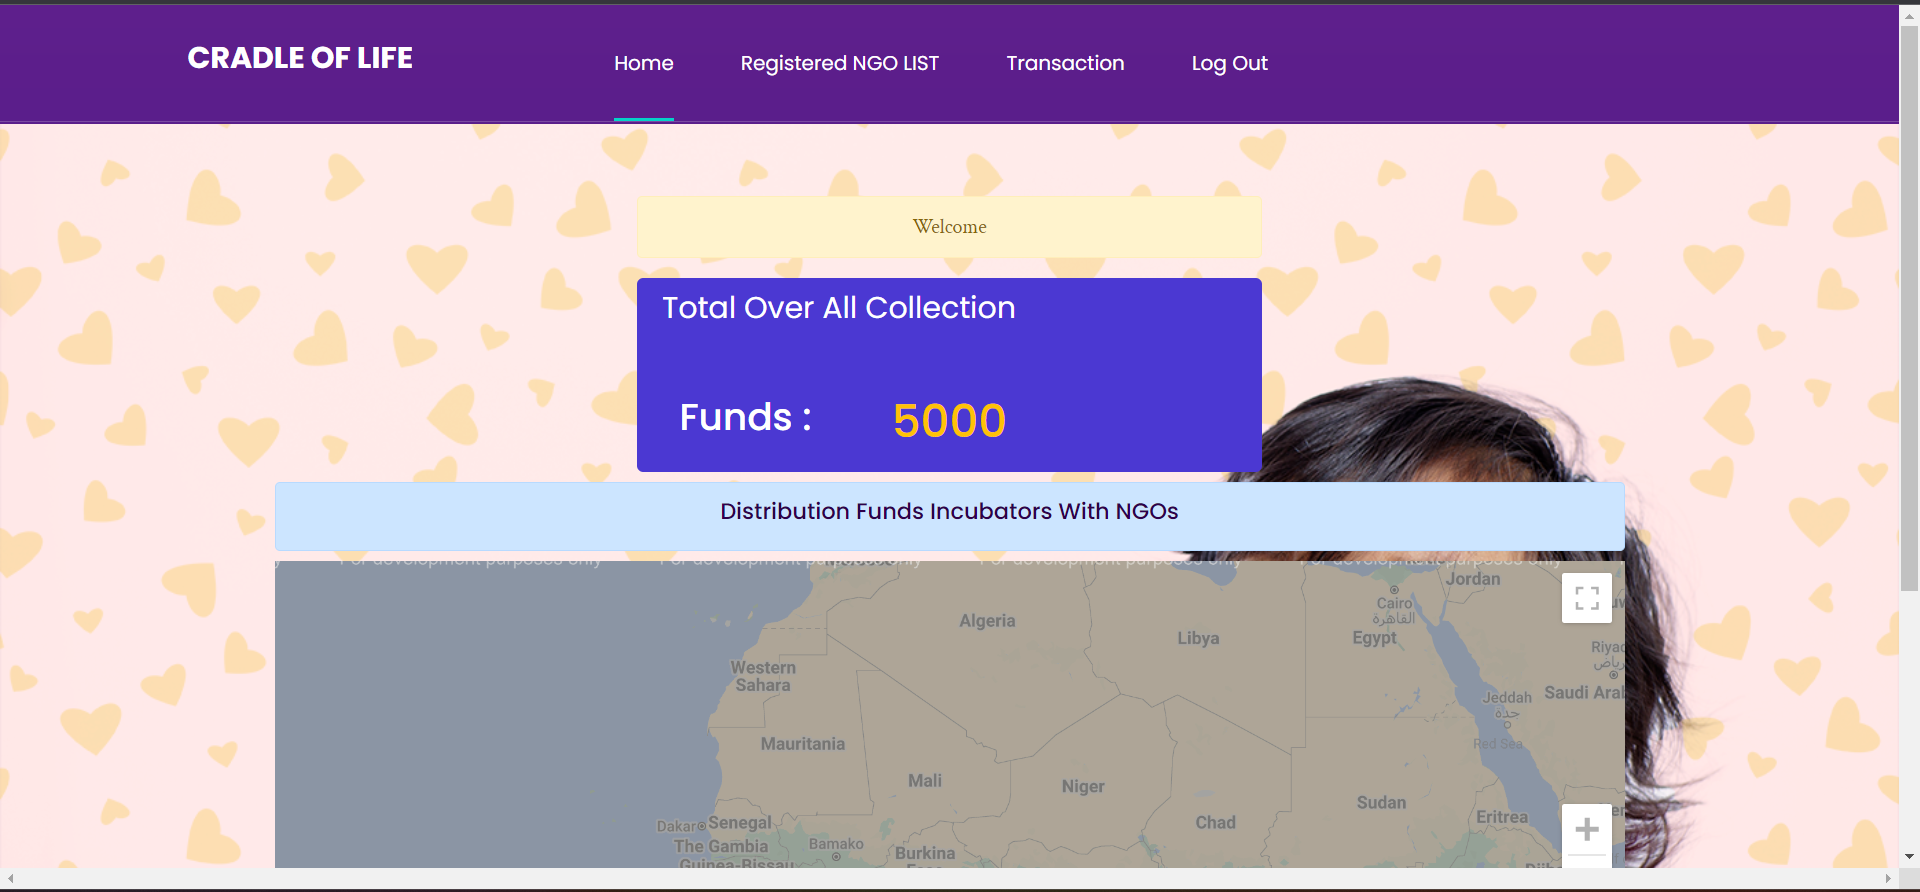 CRADLE OF LIFE
Home
Registered NGO LIST
Transaction
Log Out
Welcome
Total Over All Collection
Funds :
5000
Distribution Funds Incubators With NGOs
For development purposes only
For development purposes only
For development purposes only
For development purposes only
Jordan
Cairo
القاهرة
Egypt
Algeria
Libya
Riyad
Western
Sahara
Jeddah
جدة
Saudi Arab
Red Sea
Mauritania
Mali
Niger
Sudan
Eritrea
Chad
Dakar
Senegal
The Gambia
Bamako
Guinea-Bissau
Burkina